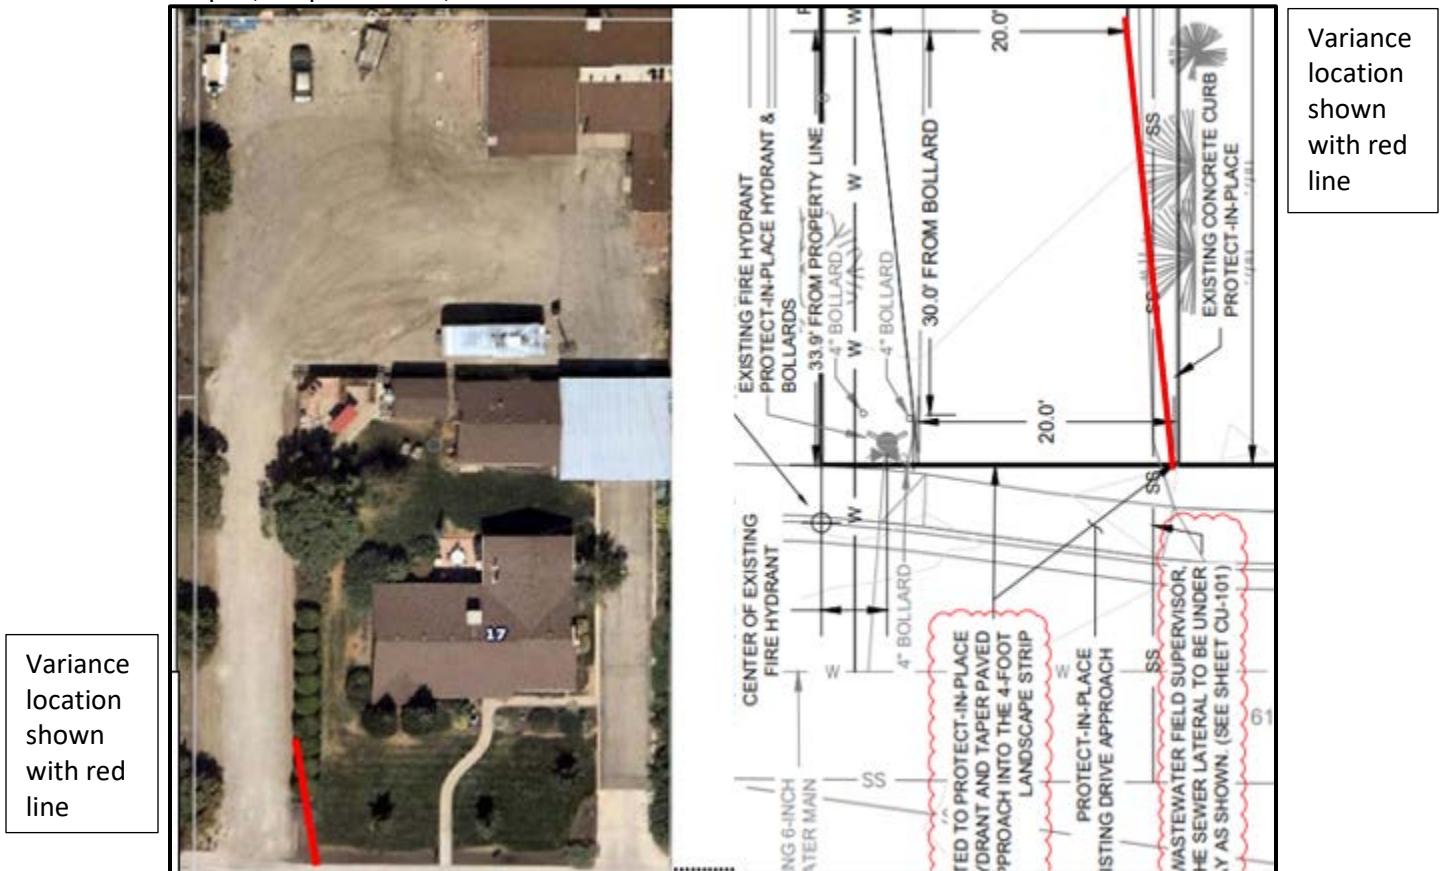 Variance
location
shown
with red
line
Variance
location
shown
with red
line
17
EXISTING FIRE HYDRANT
PROTECT-IN-PLACE HYDRANT &
BOLLARDS
33.9' FROM PROPERTY LINE
4" BOLLARD
4" BOLLARD
30.0' FROM BOLLARD
20.0'
20.0'
EXISTING CONCRETE CURB
PROTECT-IN-PLACE
W
W
W
W
W
W
SS
SS
SS
SS
SS
CENTER OF EXISTING
FIRE HYDRANT
4" BOLLARD
NG 6-INCH
ATER MAIN
TED TO PROTECT-IN-PLACE
YDRANT AND TAPER PAVED
PPROACH INTO THE 4-FOOT
LANDSCAPE STRIP
PROTECT-IN-PLACE
ISTING DRIVE APPROACH
WASTEWATER FIELD SUPERVISOR,
HE SEWER LATERAL TO BE UNDER
AY AS SHOWN. (SEE SHEET CU-101)
61